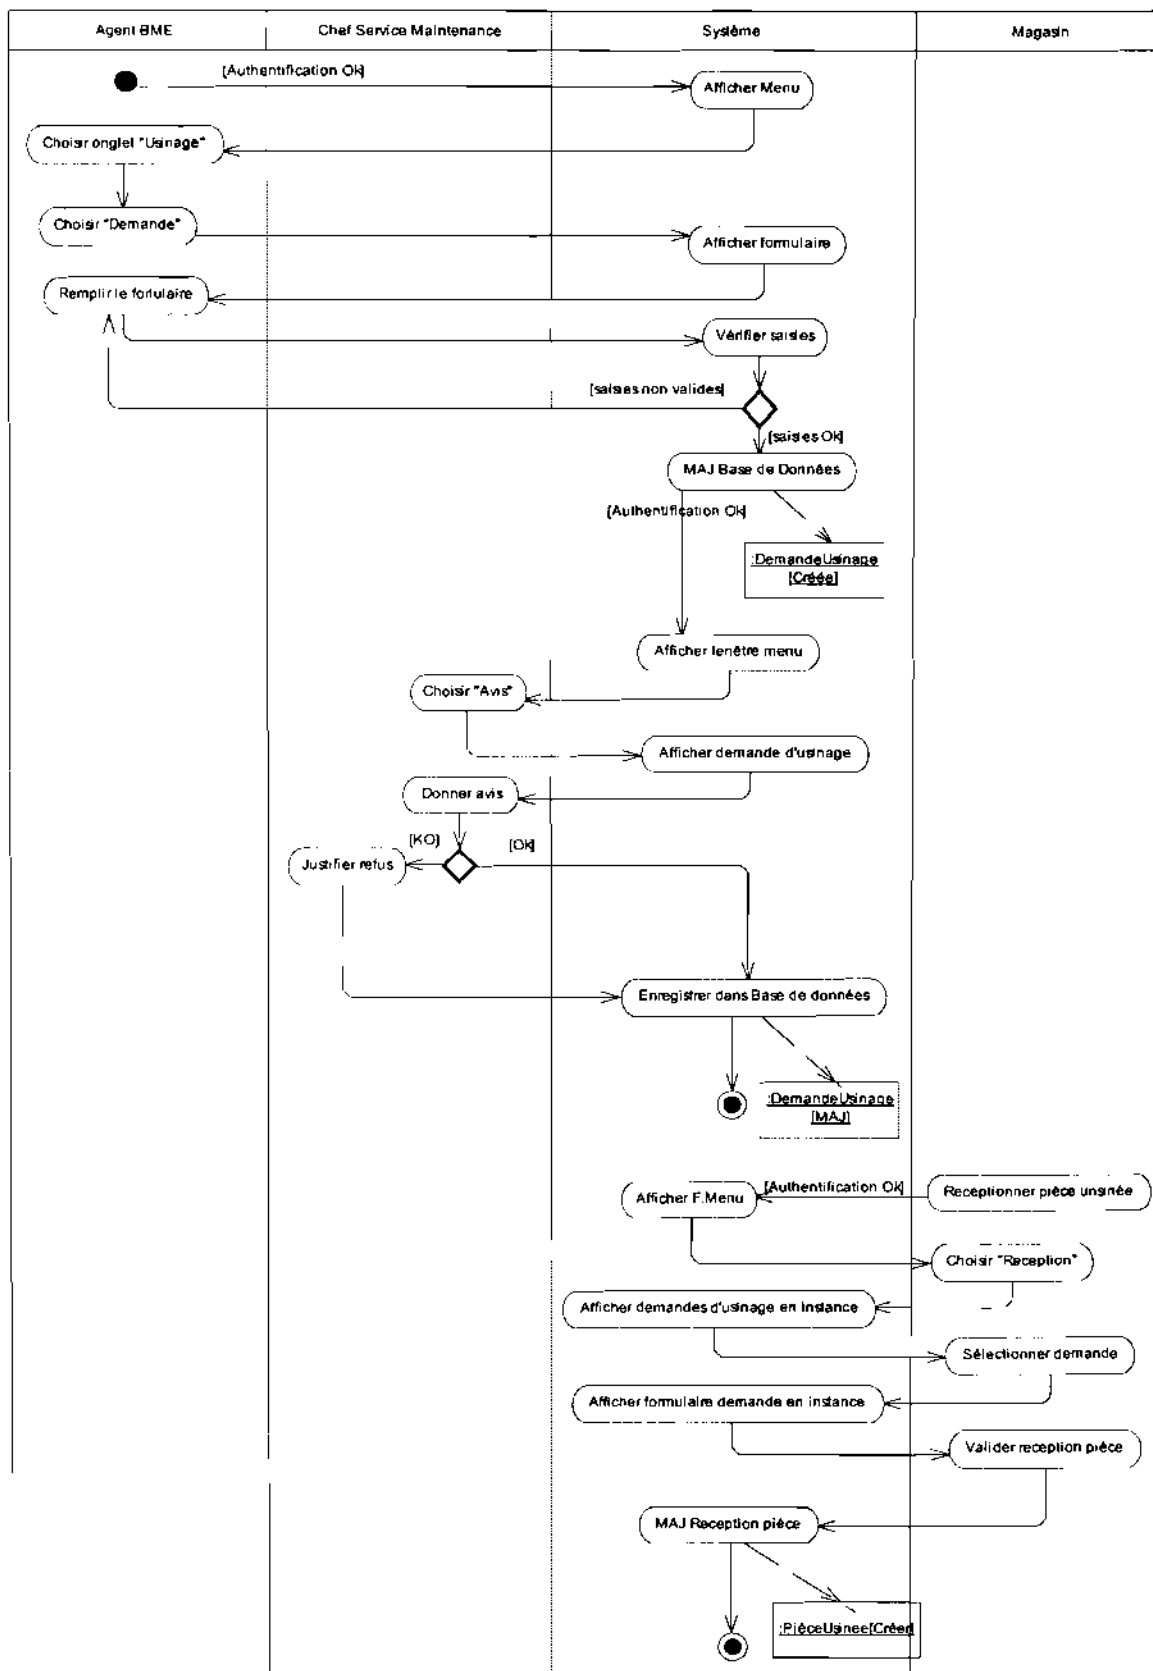 Agent BME
Chef Service Maintenance
Système
Magasin
[Authentification Ok]
Afficher Menu
Choisir onglet "Usinage"
Choisir "Demande"
Afficher formulaire
Remplir le forlulaire
Vérifier saisies
[saisies non valides]
[saisies Ok]
MAJ Base de Données
[Authentification Ok]
:DemandeUsinage
[Créée]
Afficher fenêtre menu
Choisir "Avis"
Afficher demande d'usinage
Donner avis
[KO]
[Ok]
Justifier refus
Enregistrer dans Base de données
:DemandeUsinage
[MAJ]
[Authentification Ok]
Receptionner pièce unsinée
Afficher F.Menu
Choisir "Reception"
Afficher demandes d'usinage en instance
Sélectionner demande
Afficher formulaire demande en instance
Valider reception pièce
MAJ Reception pièce
:PièceUsinee[Créer]